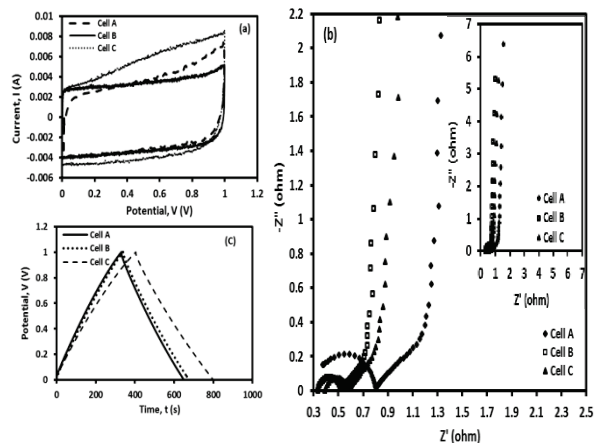 (a)
Cell A
Cell B
Cell C
Current, I (A)
0.01
0.008
0.006
0.004
0.002
0
-0.002
-0.004
-0.006
0 0.2 0.4 0.6 0.8 1 1.2
Potential, V (V)
(C)
Cell A
Cell B
Cell C
Potential, V (V)
1.2
1
0.8
0.6
0.4
0.2
0
0 200 400 600 800 1000
Time, t (s)
(b)
-Z" (ohm)
2.2
2
1.8
1.6
1.4
1.2
1
0.8
0.6
0.4
0.2
0
0.3 0.5 0.7 0.9 1.1 1.3 1.5 1.7 1.9 2.1 2.3 2.5
Z' (ohm)
Cell A
Cell B
Cell C
-Z" (ohm)
7
6
5
4
3
2
1
0
0 1 2 3 4 5 6 7
Z' (ohm)
Cell A
Cell B
Cell C